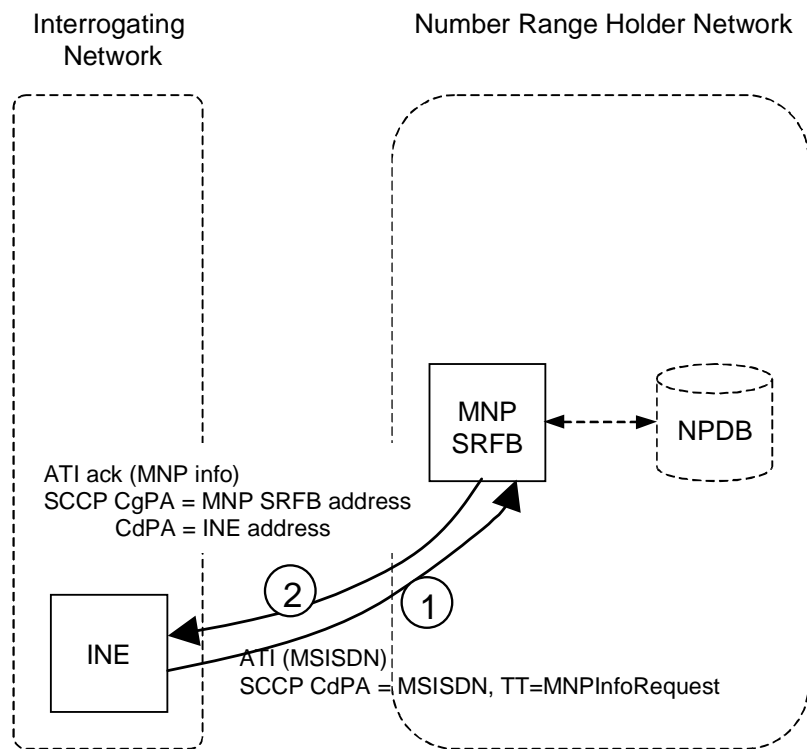 Interrogating
Network
Number Range Holder Network
MNP
SRFB
NPDB
ATI ack (MNP info)
SCCP CgPA = MNP SRFB address
CdPA = INE address
2
1
INE
ATI (MSISDN)
SCCP CdPA = MSISDN, TT=MNPInfoRequest